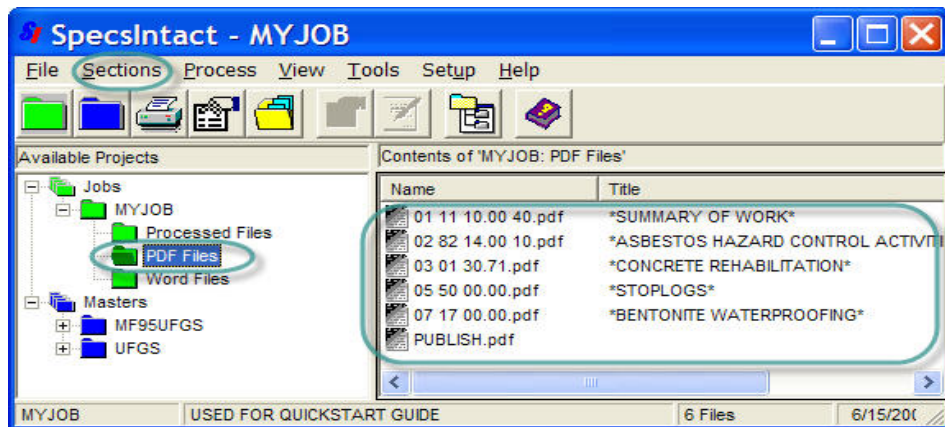 SpecsIntact - MYJOB
File Sections Process View Tools Setup Help
Available Projects
Jobs
MYJOB
Processed Files
PDF Files
Word Files
Masters
MF95UFGS
UFGS
Contents of 'MYJOB: PDF Files'
Name Title
01 11 10.00 40.pdf *SUMMARY OF WORK*
02 82 14.00 10.pdf *ASBESTOS HAZARD CONTROL ACTIVITI
03 01 30.71.pdf *CONCRETE REHABILITATION*
05 50 00.00.pdf *STOPLOGS*
07 17 00.00.pdf *BENTONITE WATERPROOFING*
PUBLISH.pdf
MYJOB USED FOR QUICKSTART GUIDE 6 Files 6/15/200